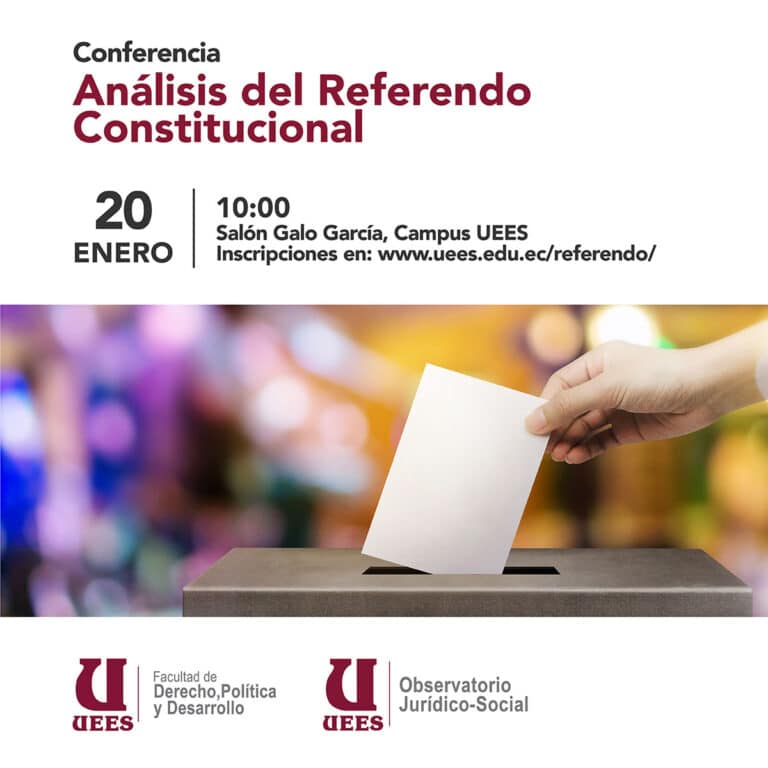 Conferencia
Análisis del Referendo
Constitucional
20
ENERO
10:00
Salón Galo García, Campus UEES
Inscripciones en: www.uees.edu.ec/referendo/
U
UEES
Facultad de
Derecho,Política
y Desarrollo
U
UEES
Observatorio
Jurídico-Social